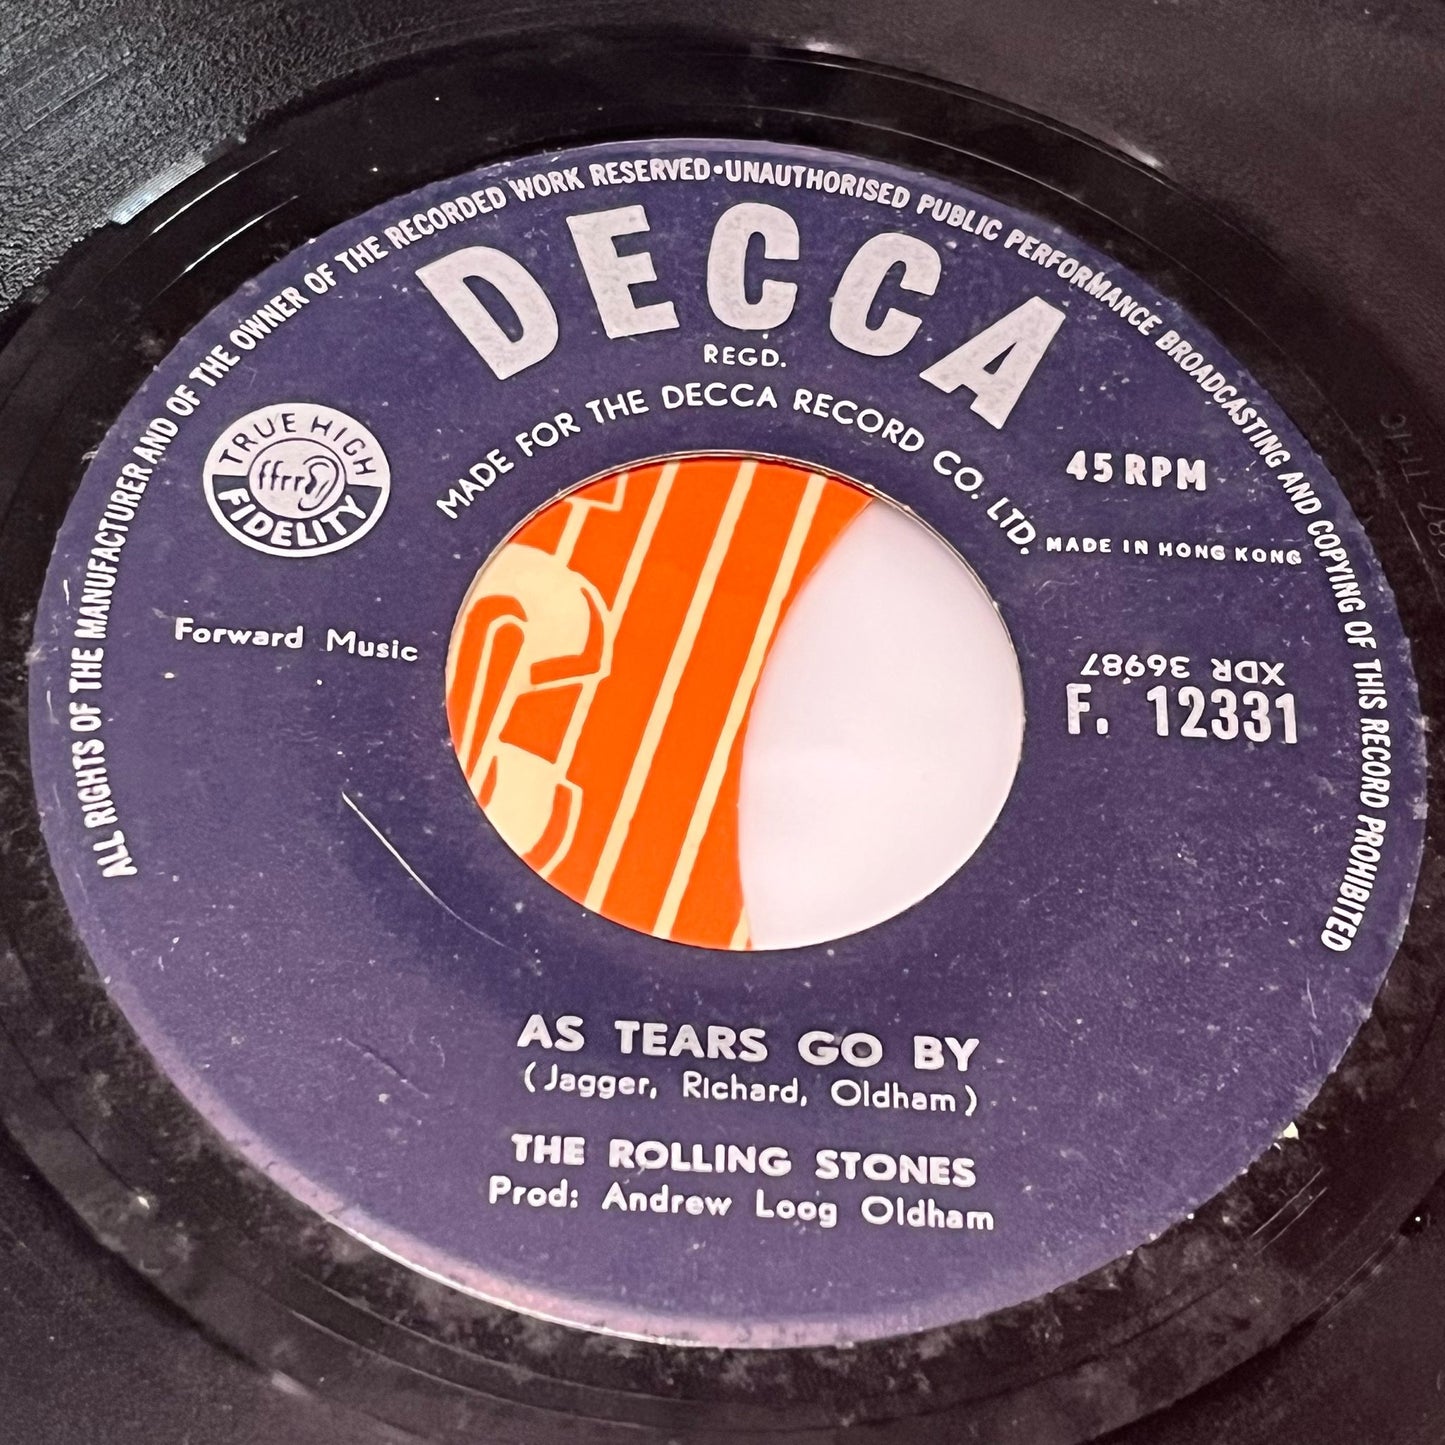 ALL RIGHTS OF THE MANUFACTURER AND OF THE OWNER OF THE RECORDED WORK RESERVED·UNAUTHORISED PUBLIC PERFORMANCE BROADCASTING AND COPYING OF THIS RECORD PROHIBITED
DECCA
REGD.
MADE FOR THE DECCA RECORD CO. LTD.
TRUE HIGH
ffrr
FIDELITY
45 RPM
MADE IN HONG KONG
Forward Music
XDR 36987
F. 12331
AS TEARS GO BY
(Jagger, Richard, Oldham)
THE ROLLING STONES
Prod: Andrew Loog Oldham